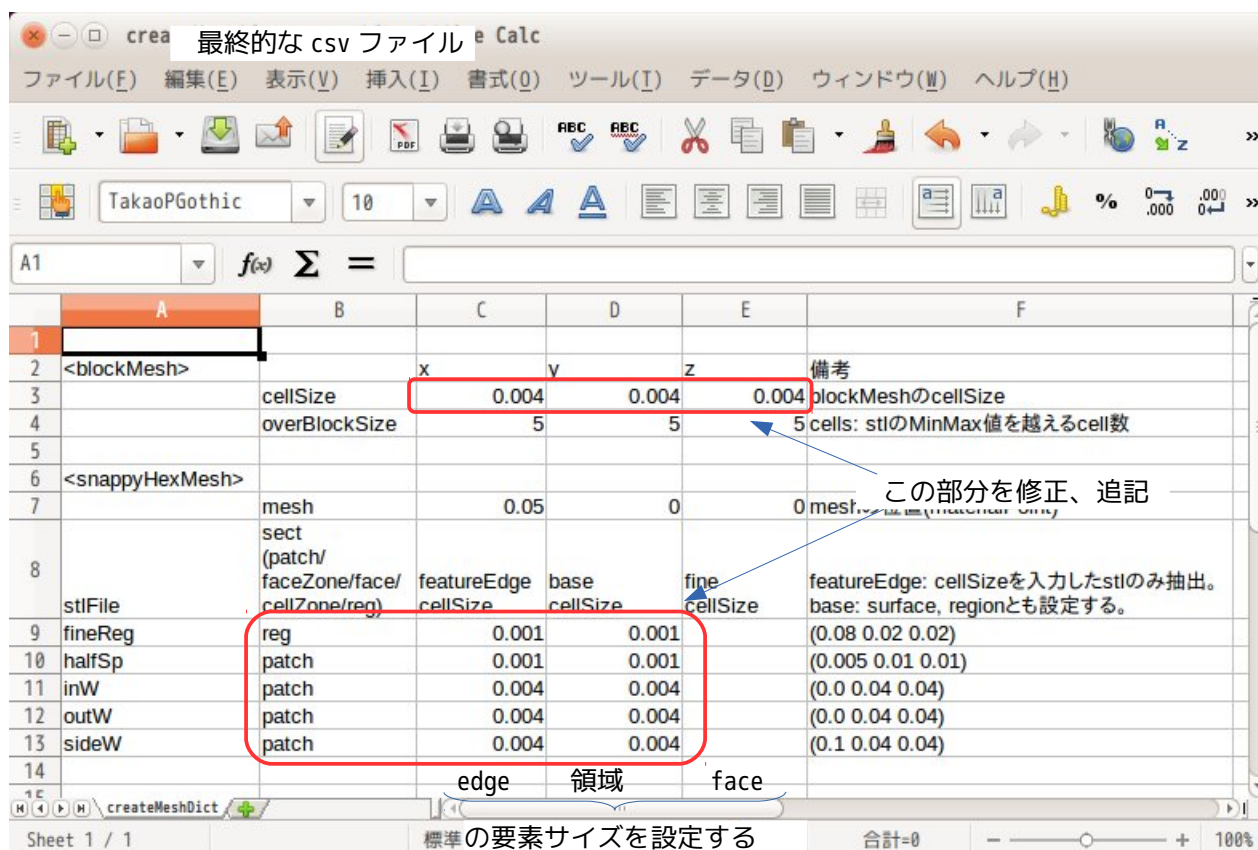 crea 最終的な csv ファイル e Calc
ファイル(F) 編集(E) 表示(V) 挿入(I) 書式(O) ツール(T) データ(D) ウィンドウ(W) ヘルプ(H)
TakaoPGothic 10
A1 f(x) Σ =
A B C D E F
1
2 <blockMesh> x y z 備考
3 cellSize 0.004 0.004 0.004 blockMeshのcellSize
4 overBlockSize 5 5 5 cells: stlのMinMax値を越えるcell数
5
6 <snappyHexMesh>
この部分を修正、追記
7 mesh 0.05 0 0
sect
(patch/
8 faceZone/face/ featureEdge base fine featureEdge: cellSizeを入力したstlのみ抽出。
stlFile cellZone/reg) cellSize cellSize cellSize base: surface, regionとも設定する。
9 fineReg reg 0.001 0.001 (0.08 0.02 0.02)
10 halfSp patch 0.001 0.001 (0.005 0.01 0.01)
11 inW patch 0.004 0.004 (0.0 0.04 0.04)
12 outW patch 0.004 0.004 (0.0 0.04 0.04)
13 sideW patch 0.004 0.004 (0.1 0.04 0.04)
14
edge 領域 face
createMeshDict
Sheet 1 / 1 標準 の要素サイズを設定する 合計=0 100%